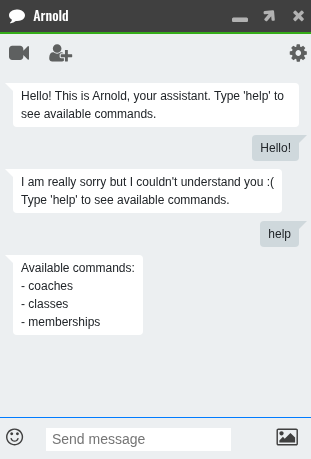 Arnold
Hello! This is Arnold, your assistant. Type 'help' to
see available commands.
Hello!
I am really sorry but I couldn't understand you :(
Type 'help' to see available commands.
help
Available commands:
- coaches
- classes
- memberships
Send message